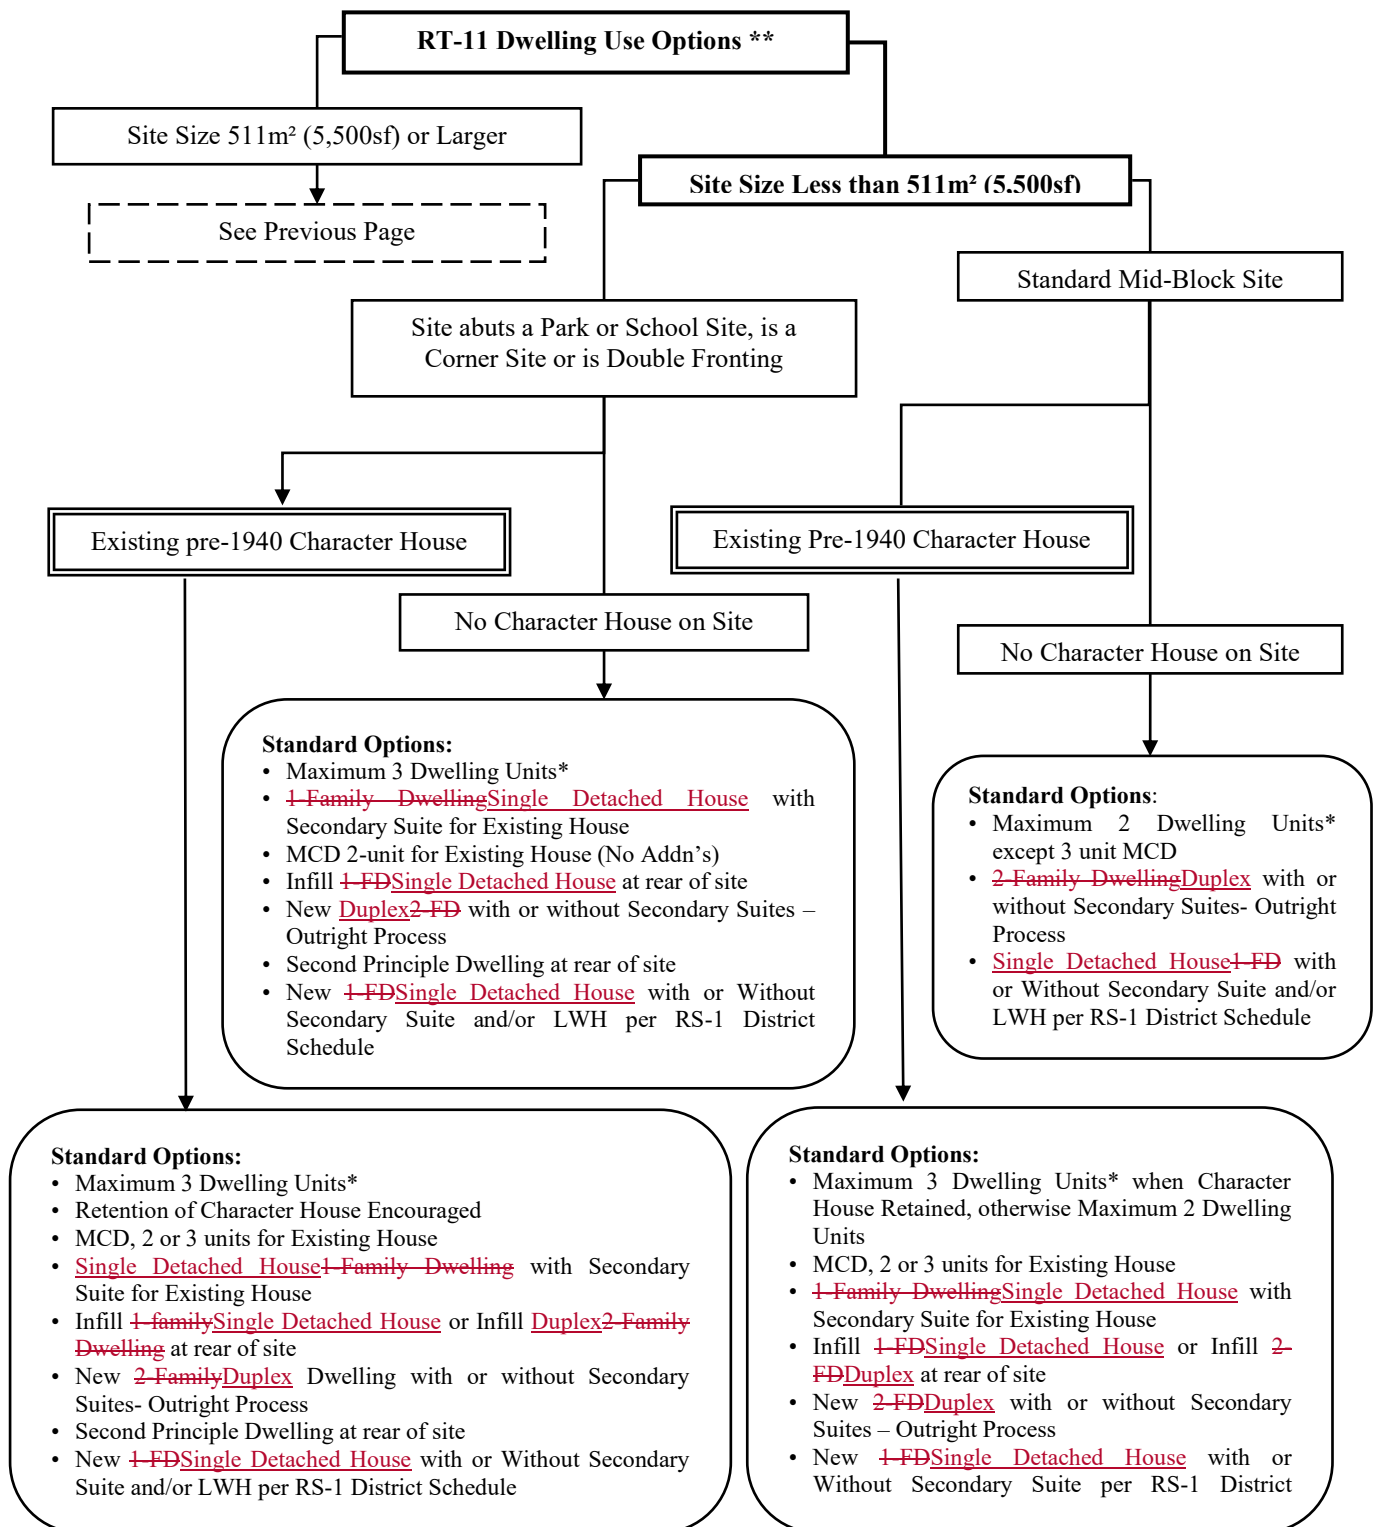 RT-11 Dwelling Use Options **
Site Size 511m² (5,500sf) or Larger
Site Size Less than 511m² (5,500sf)
See Previous Page
Standard Mid-Block Site
Site abuts a Park or School Site, is a
Corner Site or is Double Fronting
Existing pre-1940 Character House
Existing Pre-1940 Character House
No Character House on Site
No Character House on Site
Standard Options:
• Maximum 3 Dwelling Units*
• 1-Family DwellingSingle Detached House with
Secondary Suite for Existing House
• MCD 2-unit for Existing House (No Addn's)
• Infill 1-FDSingle Detached House at rear of site
• New Duplex2-FD with or without Secondary Suites –
Outright Process
• Second Principle Dwelling at rear of site
• New 1-FDSingle Detached House with or Without
Secondary Suite and/or LWH per RS-1 District
Schedule
Standard Options:
• Maximum 2 Dwelling Units*
except 3 unit MCD
• 2-Family DwellingDuplex with or
without Secondary Suites- Outright
Process
• Single Detached House1-FD with
or Without Secondary Suite and/or
LWH per RS-1 District Schedule
Standard Options:
• Maximum 3 Dwelling Units*
• Retention of Character House Encouraged
• MCD, 2 or 3 units for Existing House
• Single Detached House1-Family Dwelling with Secondary
Suite for Existing House
• Infill 1-familySingle Detached House or Infill Duplex2-Family
Dwelling at rear of site
• New 2-FamilyDuplex Dwelling with or without Secondary
Suites- Outright Process
• Second Principle Dwelling at rear of site
• New 1-FDSingle Detached House with or Without Secondary
Suite and/or LWH per RS-1 District Schedule
Standard Options:
• Maximum 3 Dwelling Units* when Character
House Retained, otherwise Maximum 2 Dwelling
Units
• MCD, 2 or 3 units for Existing House
• 1-Family DwellingSingle Detached House with
Secondary Suite for Existing House
• Infill 1-FDSingle Detached House or Infill 2-
FDDuplex at rear of site
• New 2-FDDuplex with or without Secondary
Suites – Outright Process
• New 1-FDSingle Detached House with or
Without Secondary Suite per RS-1 District